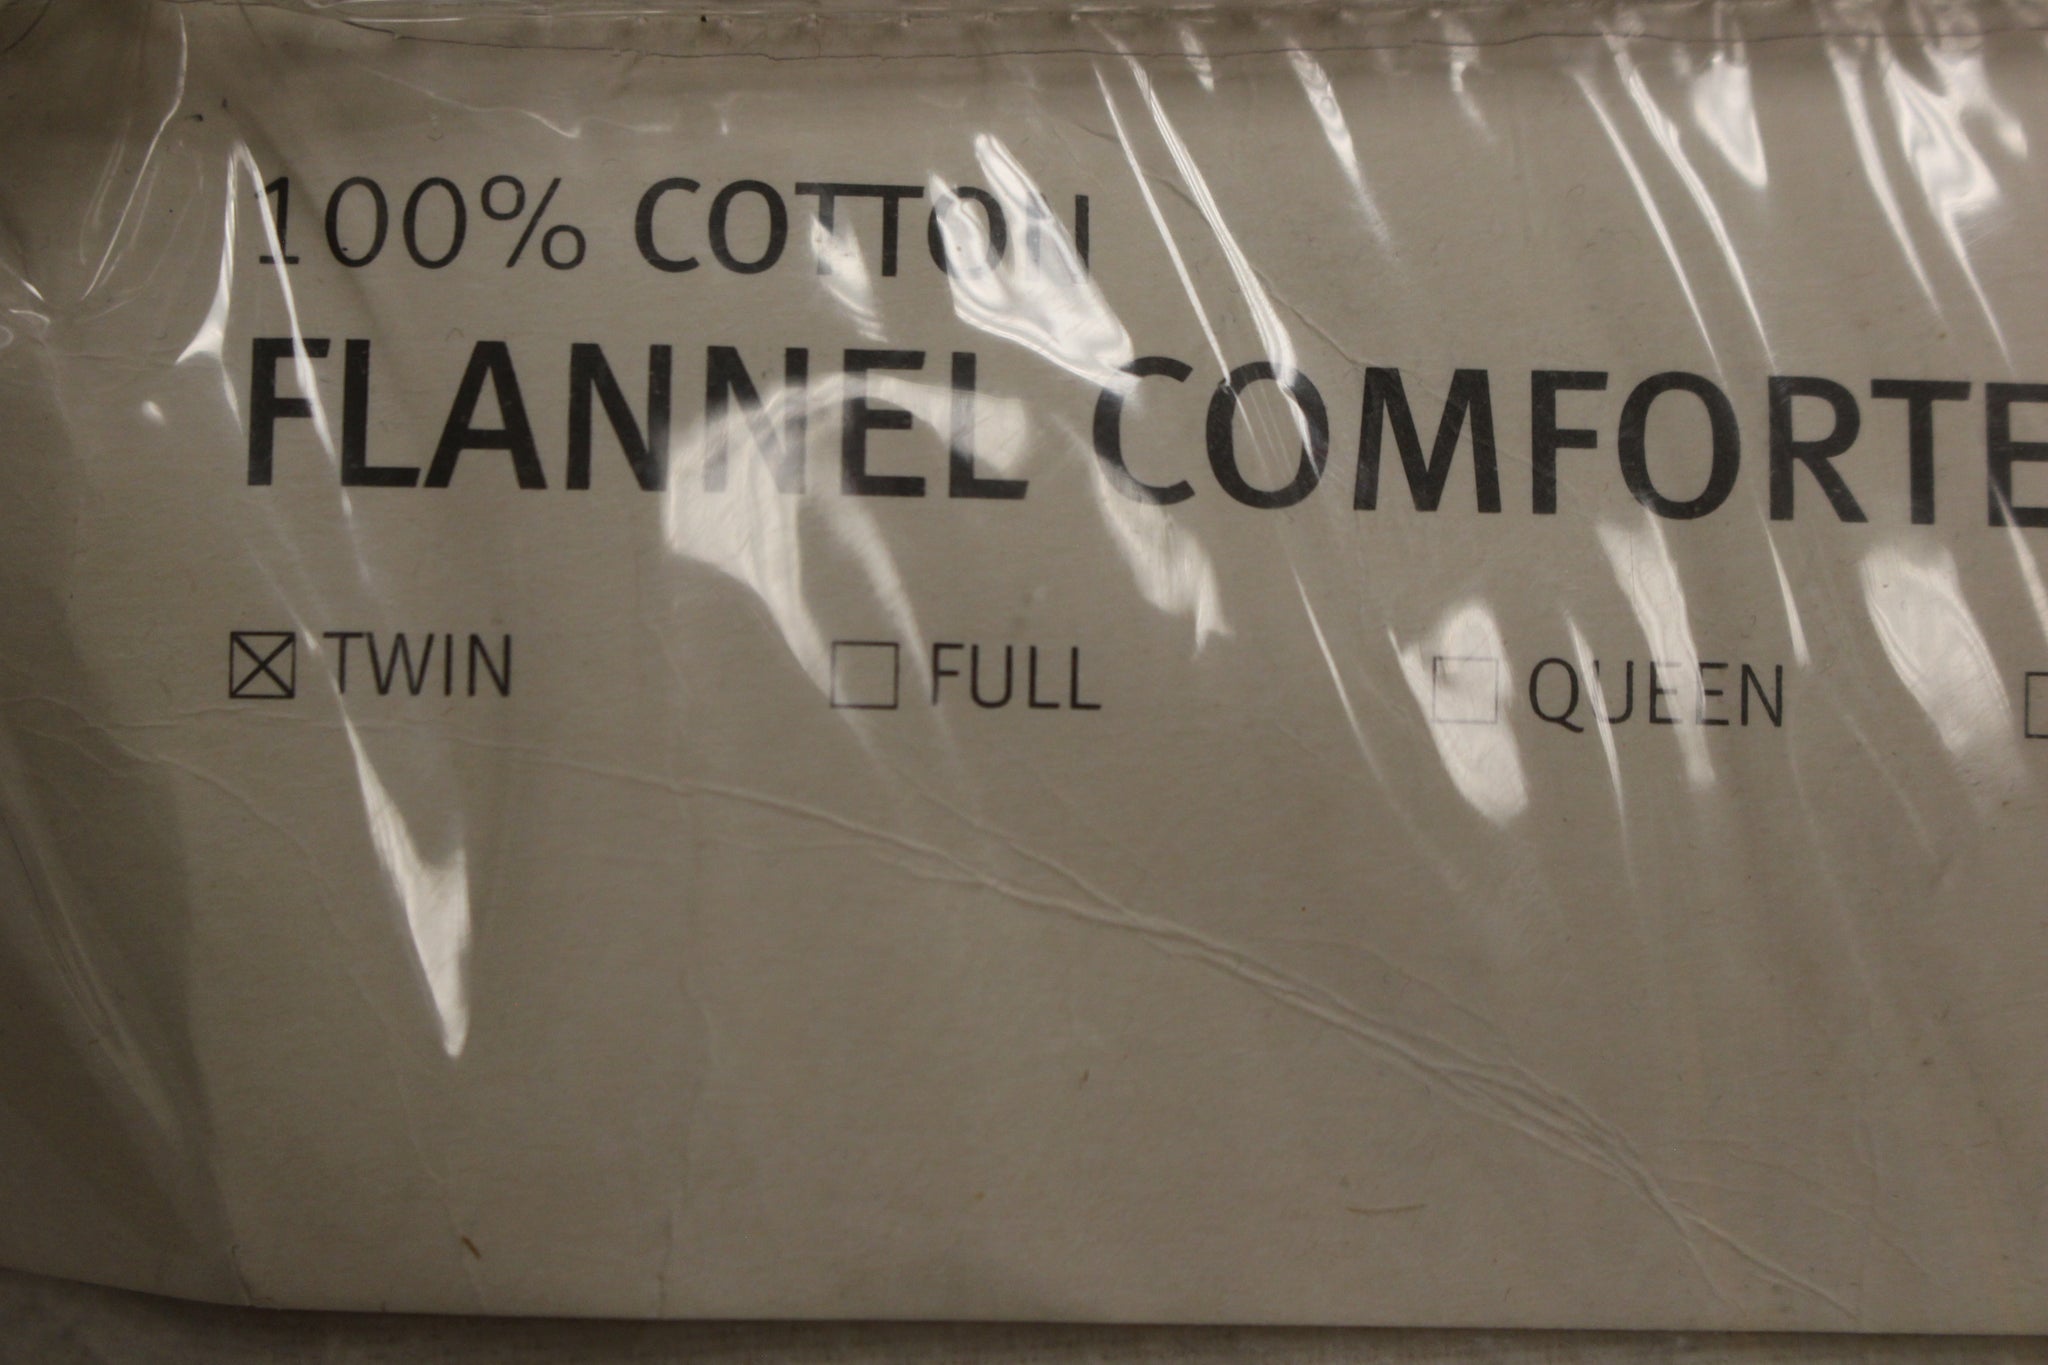 100% COTTON
FLANNEL COMFORTE
☒ TWIN ☐ FULL ☐ QUEEN ☐